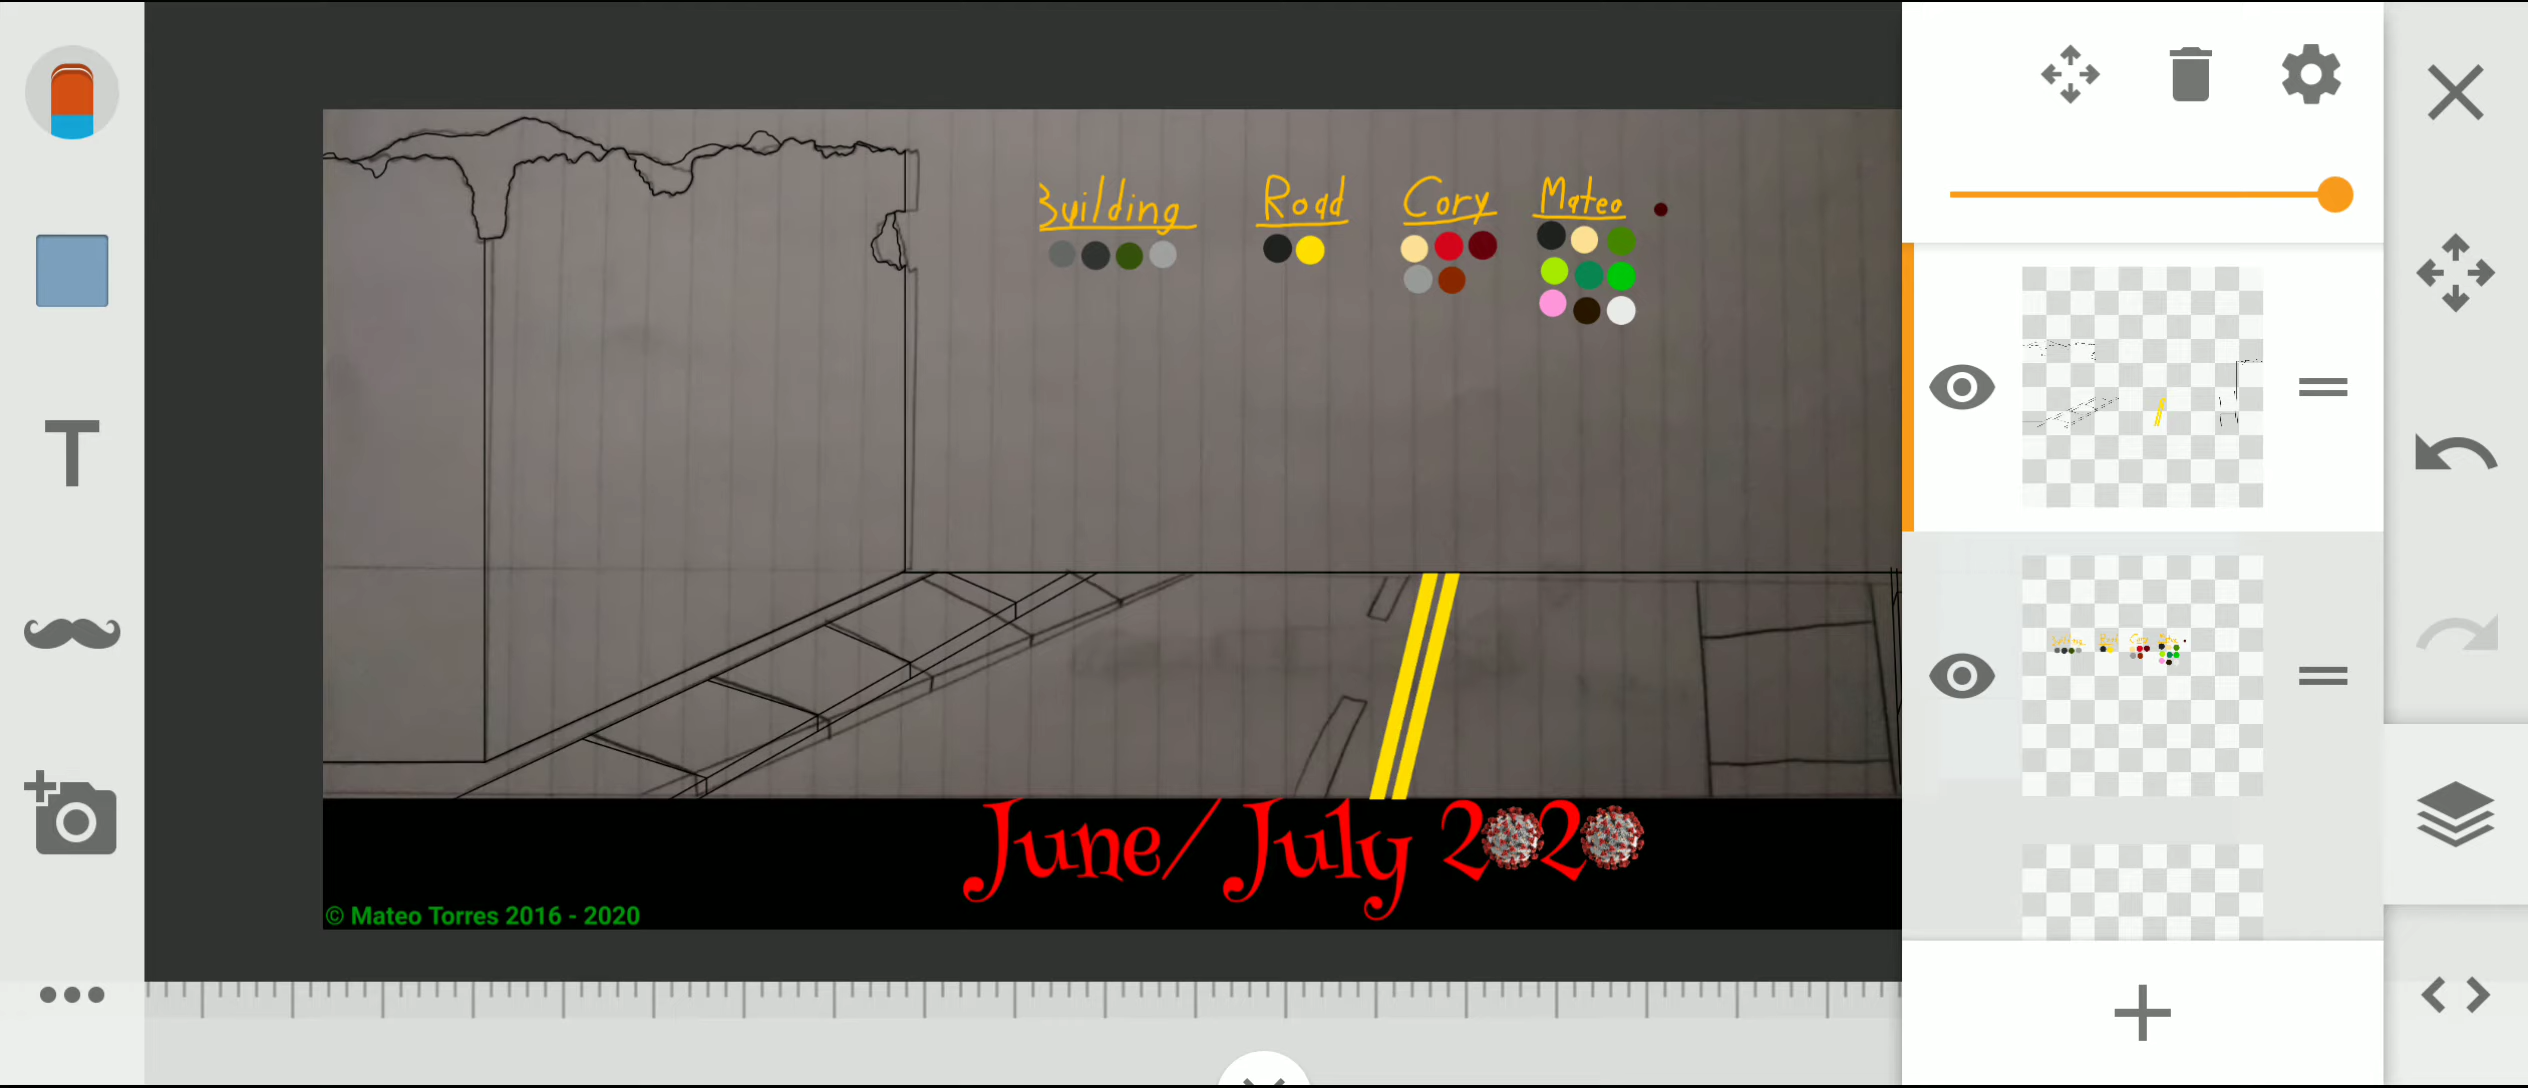 Building Road Cory Mateo
June/July 2020
© Mateo Torres 2016 - 2020
T